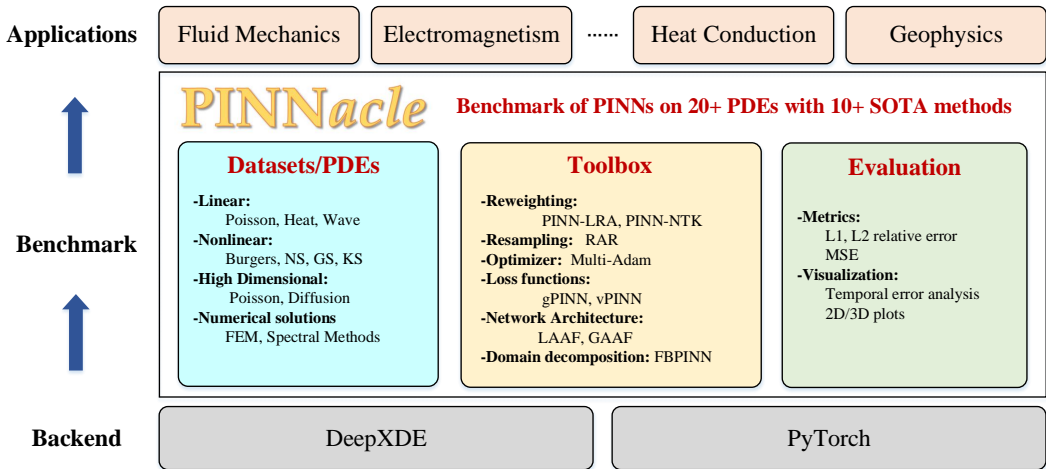 Applications
Fluid Mechanics
Electromagnetism
······
Heat Conduction
Geophysics
PINNacle
Benchmark of PINNs on 20+ PDEs with 10+ SOTA methods
Benchmark
Datasets/PDEs
-Linear:
Poisson, Heat, Wave
-Nonlinear:
Burgers, NS, GS, KS
-High Dimensional:
Poisson, Diffusion
-Numerical solutions
FEM, Spectral Methods
Toolbox
-Reweighting:
PINN-LRA, PINN-NTK
-Resampling: RAR
-Optimizer: Multi-Adam
-Loss functions:
gPINN, vPINN
-Network Architecture:
LAAF, GAAF
-Domain decomposition: FBPINN
Evaluation
-Metrics:
L1, L2 relative error
MSE
-Visualization:
Temporal error analysis
2D/3D plots
Backend
DeepXDE
PyTorch